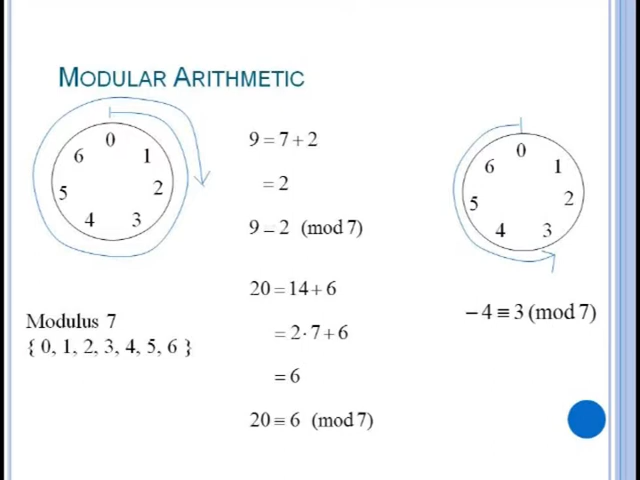 MODULAR ARITHMETIC
0
6 1
5 2
4 3
Modulus 7
{ 0, 1, 2, 3, 4, 5, 6 }
9 = 7 + 2
= 2
9 – 2 (mod 7)
20 = 14 + 6
= 2·7 + 6
= 6
20 ≡ 6 (mod 7)
0
6 1
5 2
4 3
– 4 ≡ 3 (mod 7)